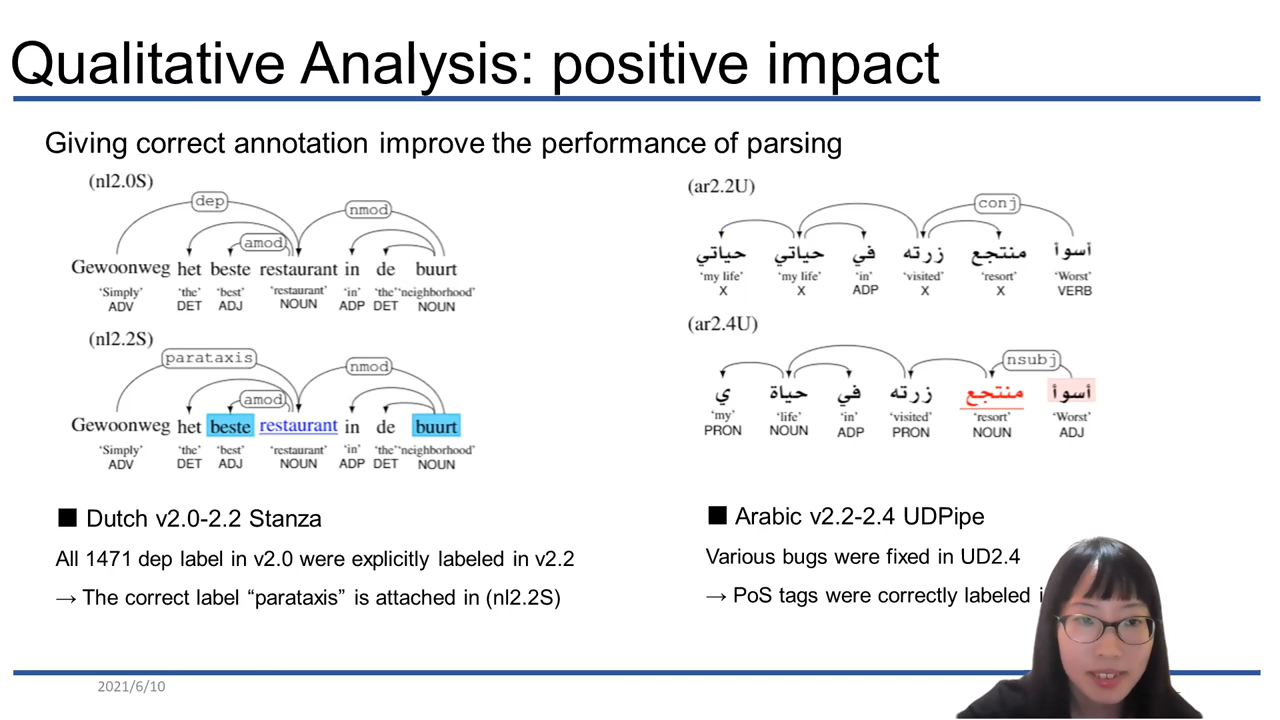 Qualitative Analysis: positive impact
Giving correct annotation improve the performance of parsing
(nl2.0S)
dep
nmod
amod
Gewoonweg het beste restaurant in de buurt
‘Simply’ ‘the’ ‘best’ ‘restaurant’ ‘in’ ‘the’ ‘neighborhood’
ADV DET ADJ NOUN ADP DET NOUN
(nl2.2S)
parataxis
nmod
amod
Gewoonweg het beste restaurant in de buurt
‘Simply’ ‘the’ ‘best’ ‘restaurant’ ‘in’ ‘the’ ‘neighborhood’
ADV DET ADJ NOUN ADP DET NOUN
■ Dutch v2.0-2.2 Stanza
All 1471 dep label in v2.0 were explicitly labeled in v2.2
→ The correct label “parataxis” is attached in (nl2.2S)
(ar2.2U)
conj
حياتي حياتي في زرته منتجع أسوأ
‘my life’ ‘my life’ ‘in’ ‘visited’ ‘resort’ ‘Worst’
X X ADP X X VERB
(ar2.4U)
nsubj
ي حياة في زرته منتجع أسوأ
‘my’ ‘life’ ‘in’ ‘visited’ ‘resort’ ‘Worst’
PRON NOUN ADP PRON NOUN ADJ
■ Arabic v2.2-2.4 UDPipe
Various bugs were fixed in UD2.4
→ PoS tags were correctly labeled
2021/6/10